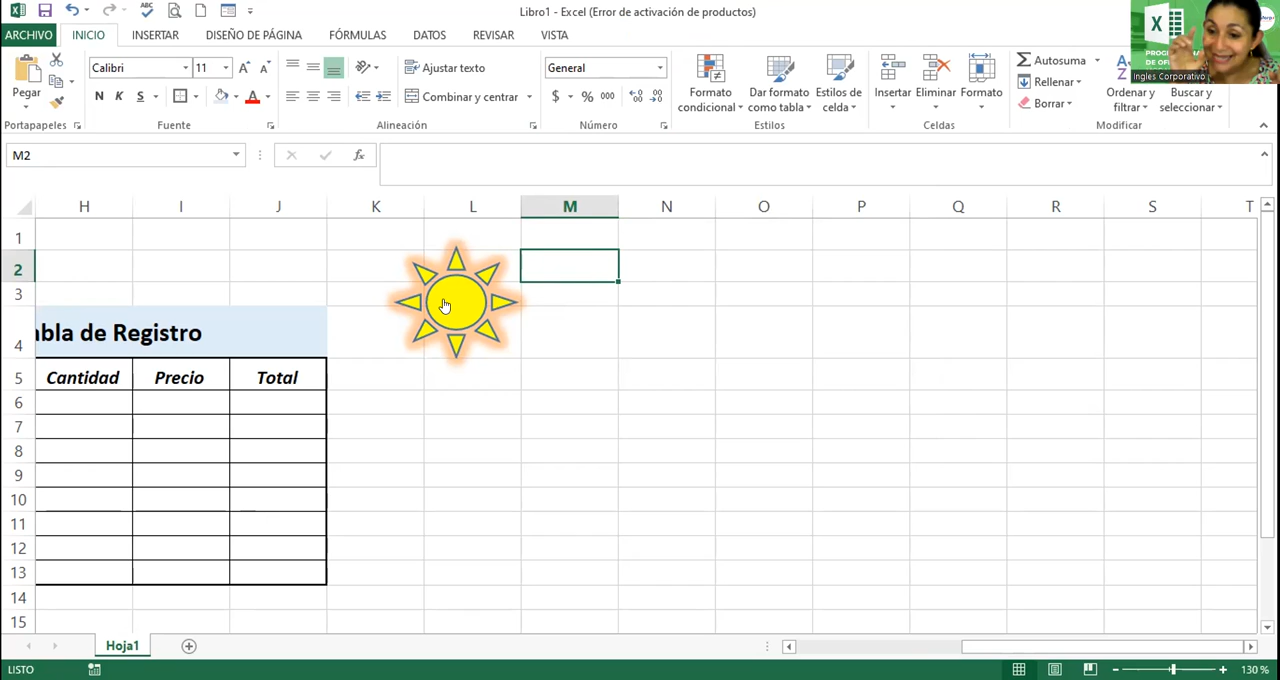 ABC
Libro1 - Excel (Error de activación de productos)
ARCHIVO INICIO INSERTAR DISEÑO DE PÁGINA FÓRMULAS DATOS REVISAR VISTA
Pegar
Calibri 11 A A
N K S A
Ajustar texto
Combinar y centrar
General
$ % 000
Formato condicional
Dar formato como tabla
Estilos de celda
Insertar Eliminar Formato
Autosuma
Rellenar
Borrar
Ordenar y filtrar
Buscar y seleccionar
Ingles Corporativo
Portapapeles Fuente Alineación Número Estilos Celdas Modificar
M2 fx
H I J K L M N O P Q R S T
1
2
3
4 abla de Registro
5 Cantidad Precio Total
6
7
8
9
10
11
12
13
14
15
Hoja1
LISTO 130 %